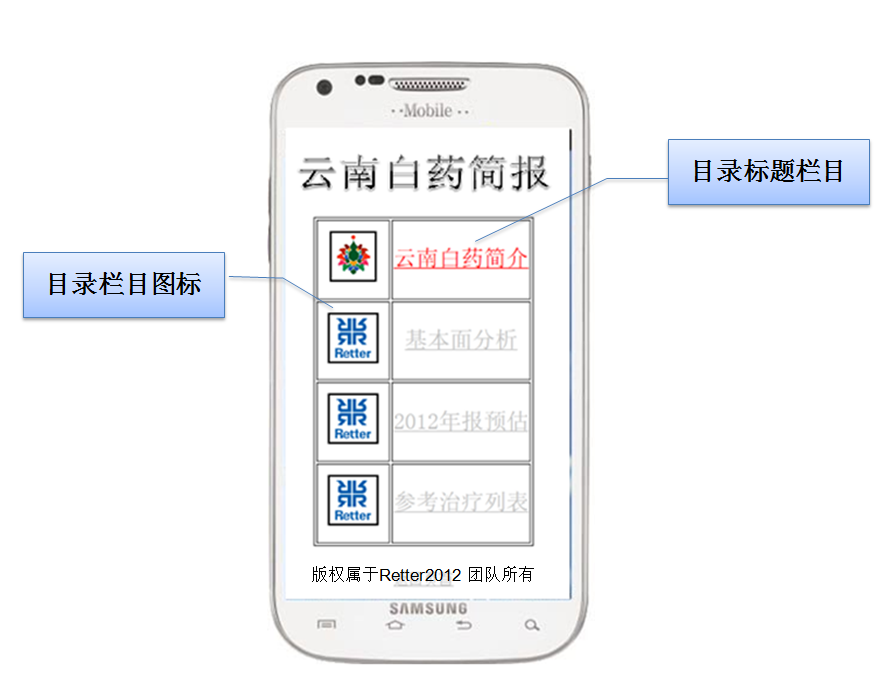 ··Mobile··
云南白药简报
目录标题栏目
云南白药简介
目录栏目图标
Retter
基本面分析
Retter
2012年报预估
Retter
参考治疗列表
版权属于Retter2012 团队所有
SAMSUNG